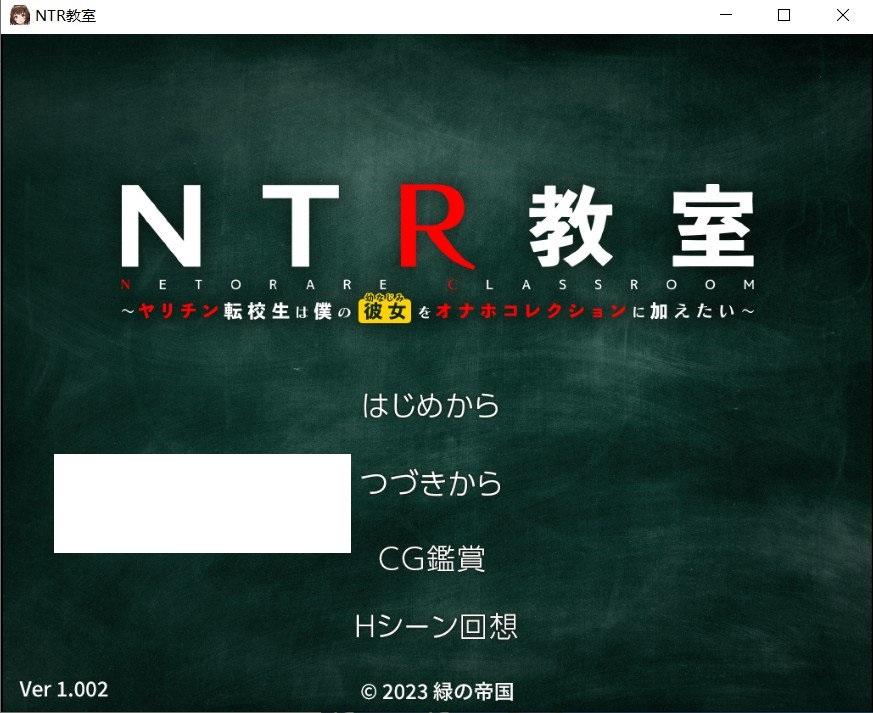 NTR教室
NTR教室
NETORARE CLASSROOM
～ヤリチン転校生は僕の彼女をオナホコレクションに加えたい～
幼なじみ
はじめから
つづきから
CG鑑賞
Hシーン回想
Ver 1.002
© 2023 緑の帝国